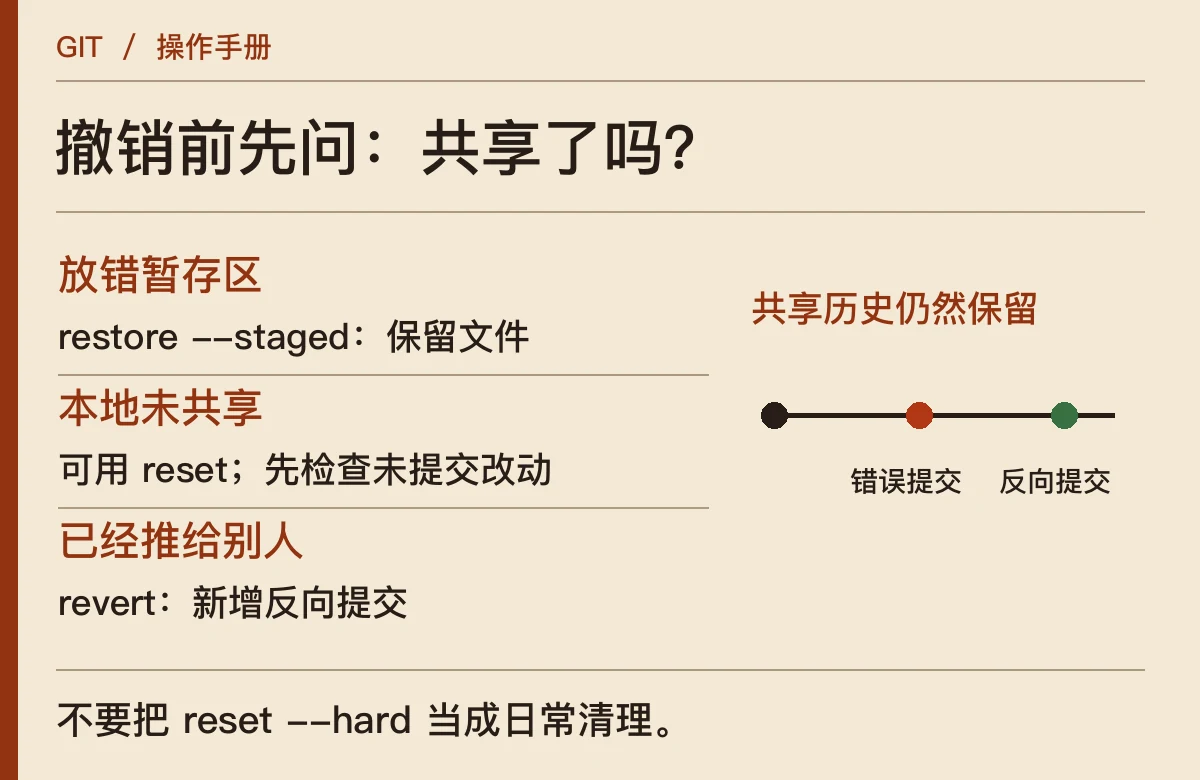 GIT / 操作手册
撤销前先问：共享了吗？
放错暂存区
restore --staged：保留文件
本地未共享
可用 reset；先检查未提交改动
已经推给别人
revert：新增反向提交
共享历史仍然保留
错误提交 反向提交
不要把 reset --hard 当成日常清理。